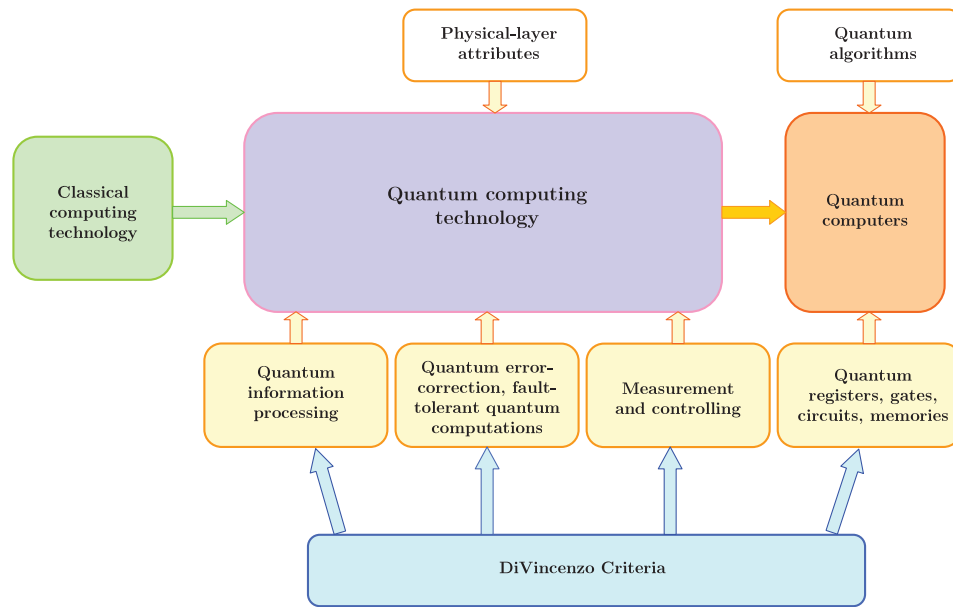 Physical-layer
attributes
Quantum
algorithms
Classical
computing
technology
Quantum computing
technology
Quantum
computers
Quantum
information
processing
Quantum error-
correction, fault-
tolerant quantum
computations
Measurement
and controlling
Quantum
registers, gates,
circuits, memories
DiVincenzo Criteria